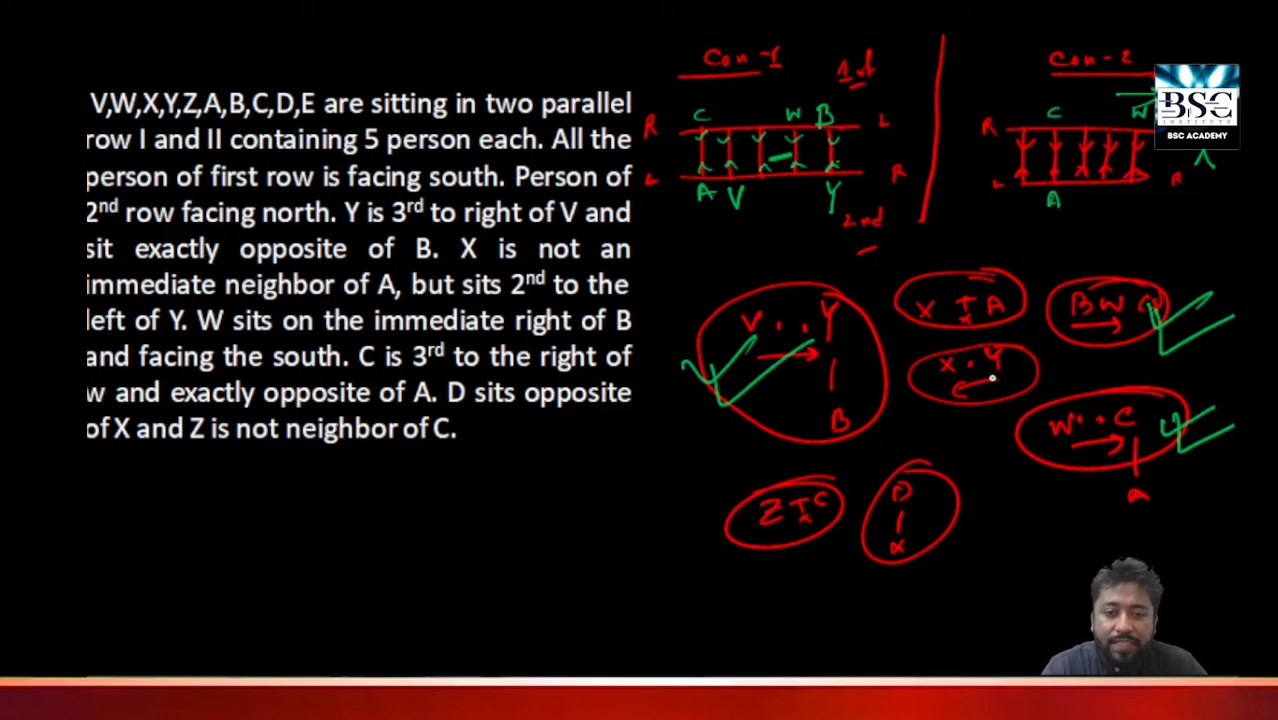 V,W,X,Y,Z,A,B,C,D,E are sitting in two parallel
row I and II containing 5 person each. All the
person of first row is facing south. Person of
2nd row facing north. Y is 3rd to right of V and
sit exactly opposite of B. X is not an
immediate neighbor of A, but sits 2nd to the
left of Y. W sits on the immediate right of B
and facing the south. C is 3rd to the right of
w and exactly opposite of A. D sits opposite
of X and Z is not neighbor of C.
Con-1
1st
C W B
R L
L R
A V Y
2nd
Con-2
C W
R
L R
A
BSC
INSTITUTE
BSC ACADEMY
V . . Y
B
X A
X . Y
B W
W . . C
A
Z C
D
X